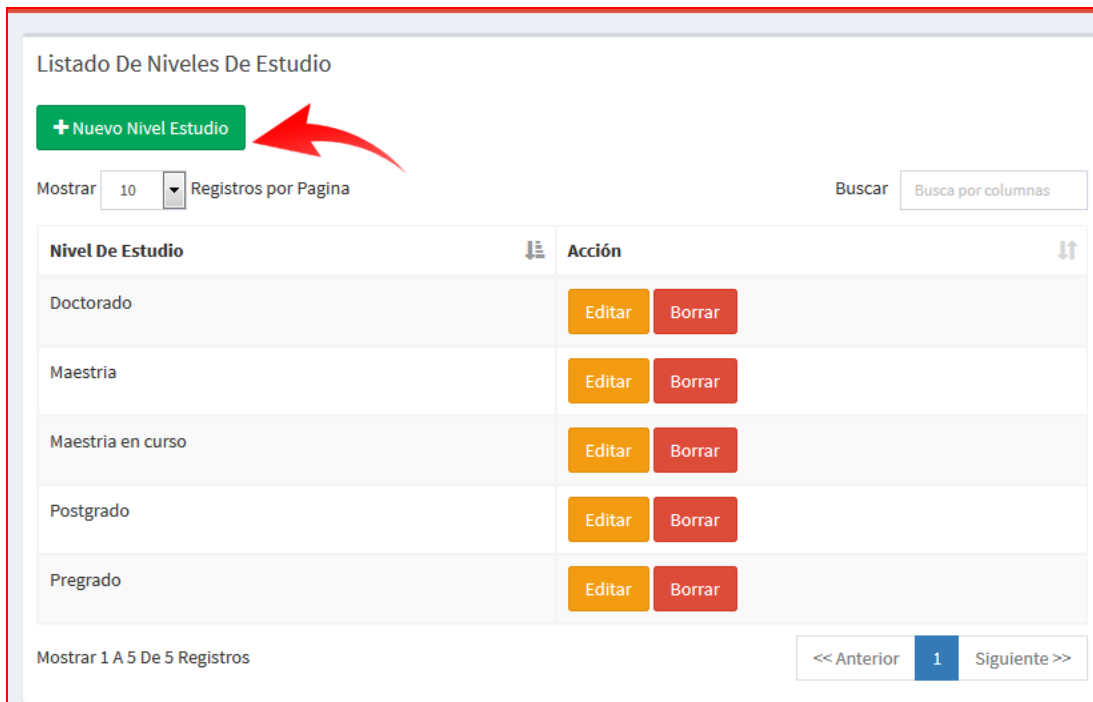 Listado De Niveles De Estudio
+ Nuevo Nivel Estudio
Mostrar 10 Registros por Pagina Buscar Busca por columnas
Nivel De Estudio Acción
Doctorado Editar Borrar
Maestria Editar Borrar
Maestria en curso Editar Borrar
Postgrado Editar Borrar
Pregrado Editar Borrar
Mostrar 1 A 5 De 5 Registros << Anterior 1 Siguiente >>